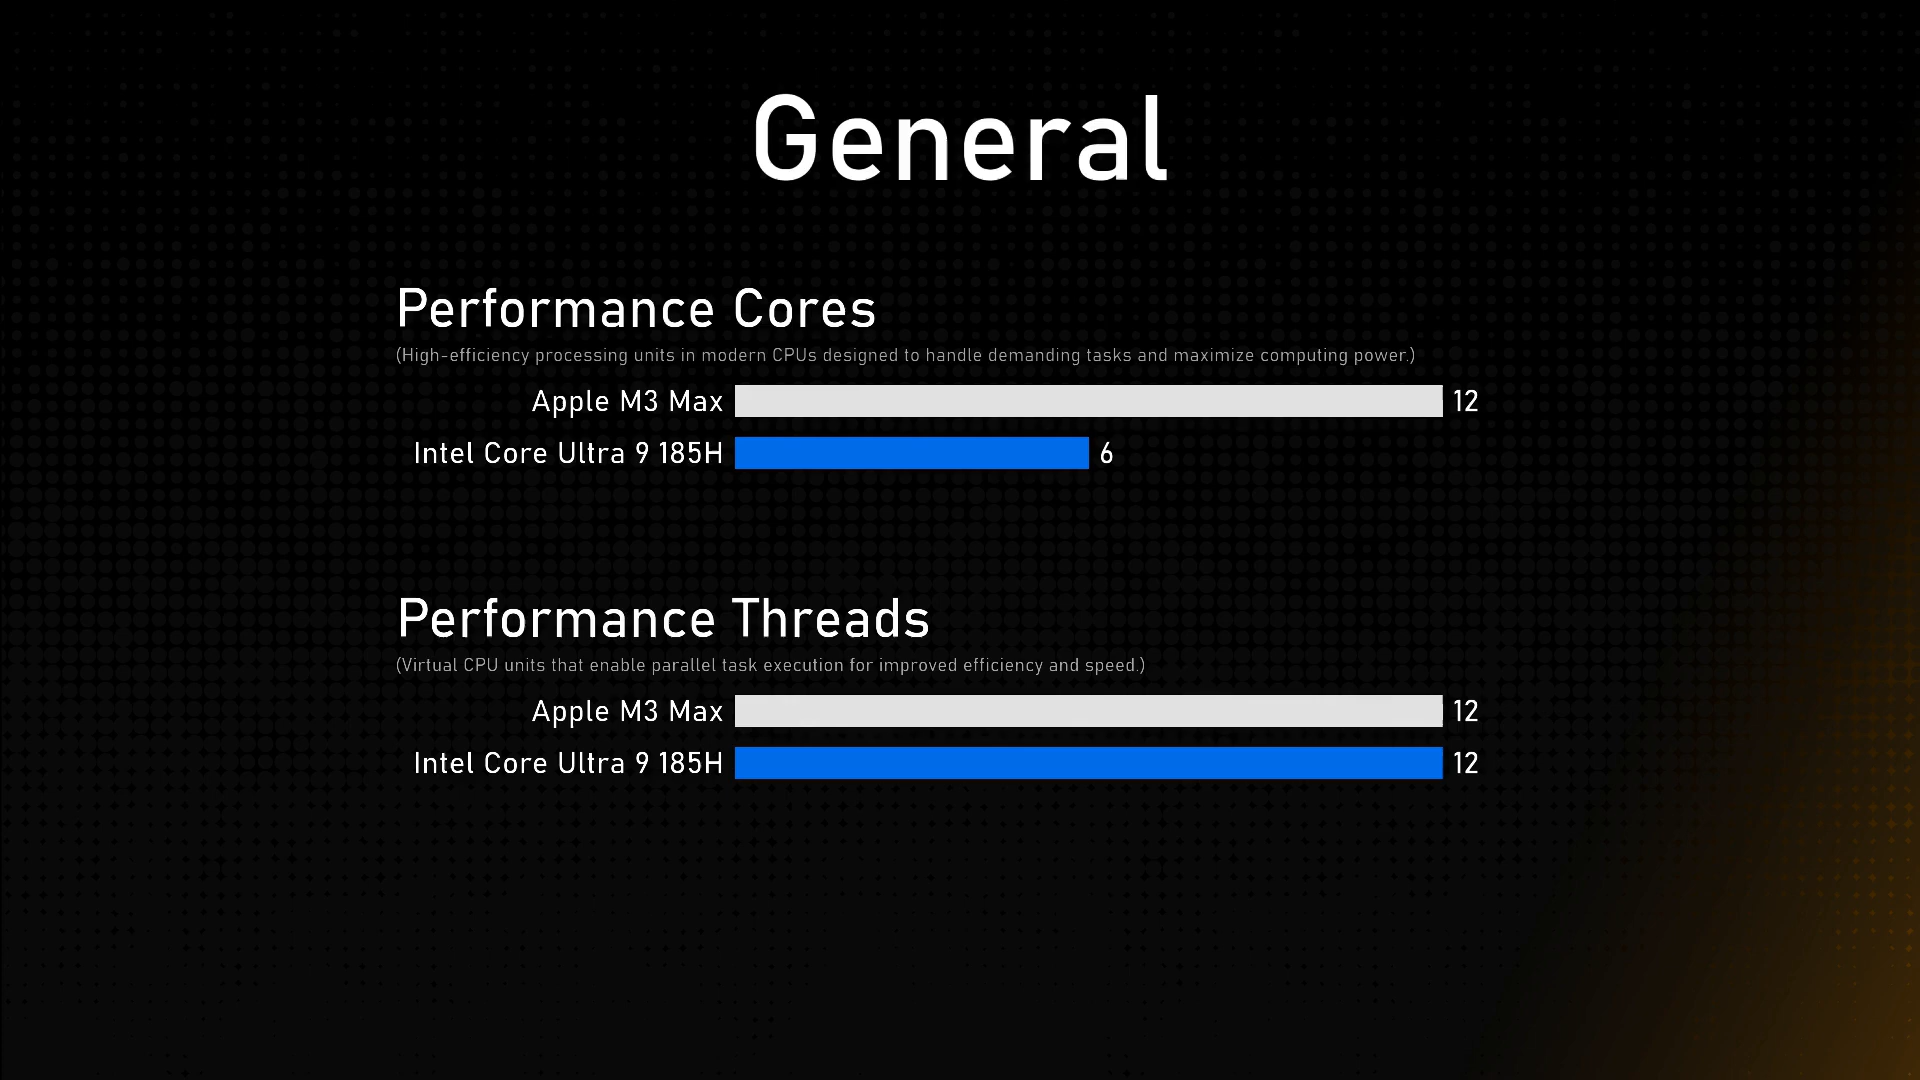 General
Performance Cores
(High-efficiency processing units in modern CPUs designed to handle demanding tasks and maximize computing power.)
Apple M3 Max 12
Intel Core Ultra 9 185H 6
Performance Threads
(Virtual CPU units that enable parallel task execution for improved efficiency and speed.)
Apple M3 Max 12
Intel Core Ultra 9 185H 12